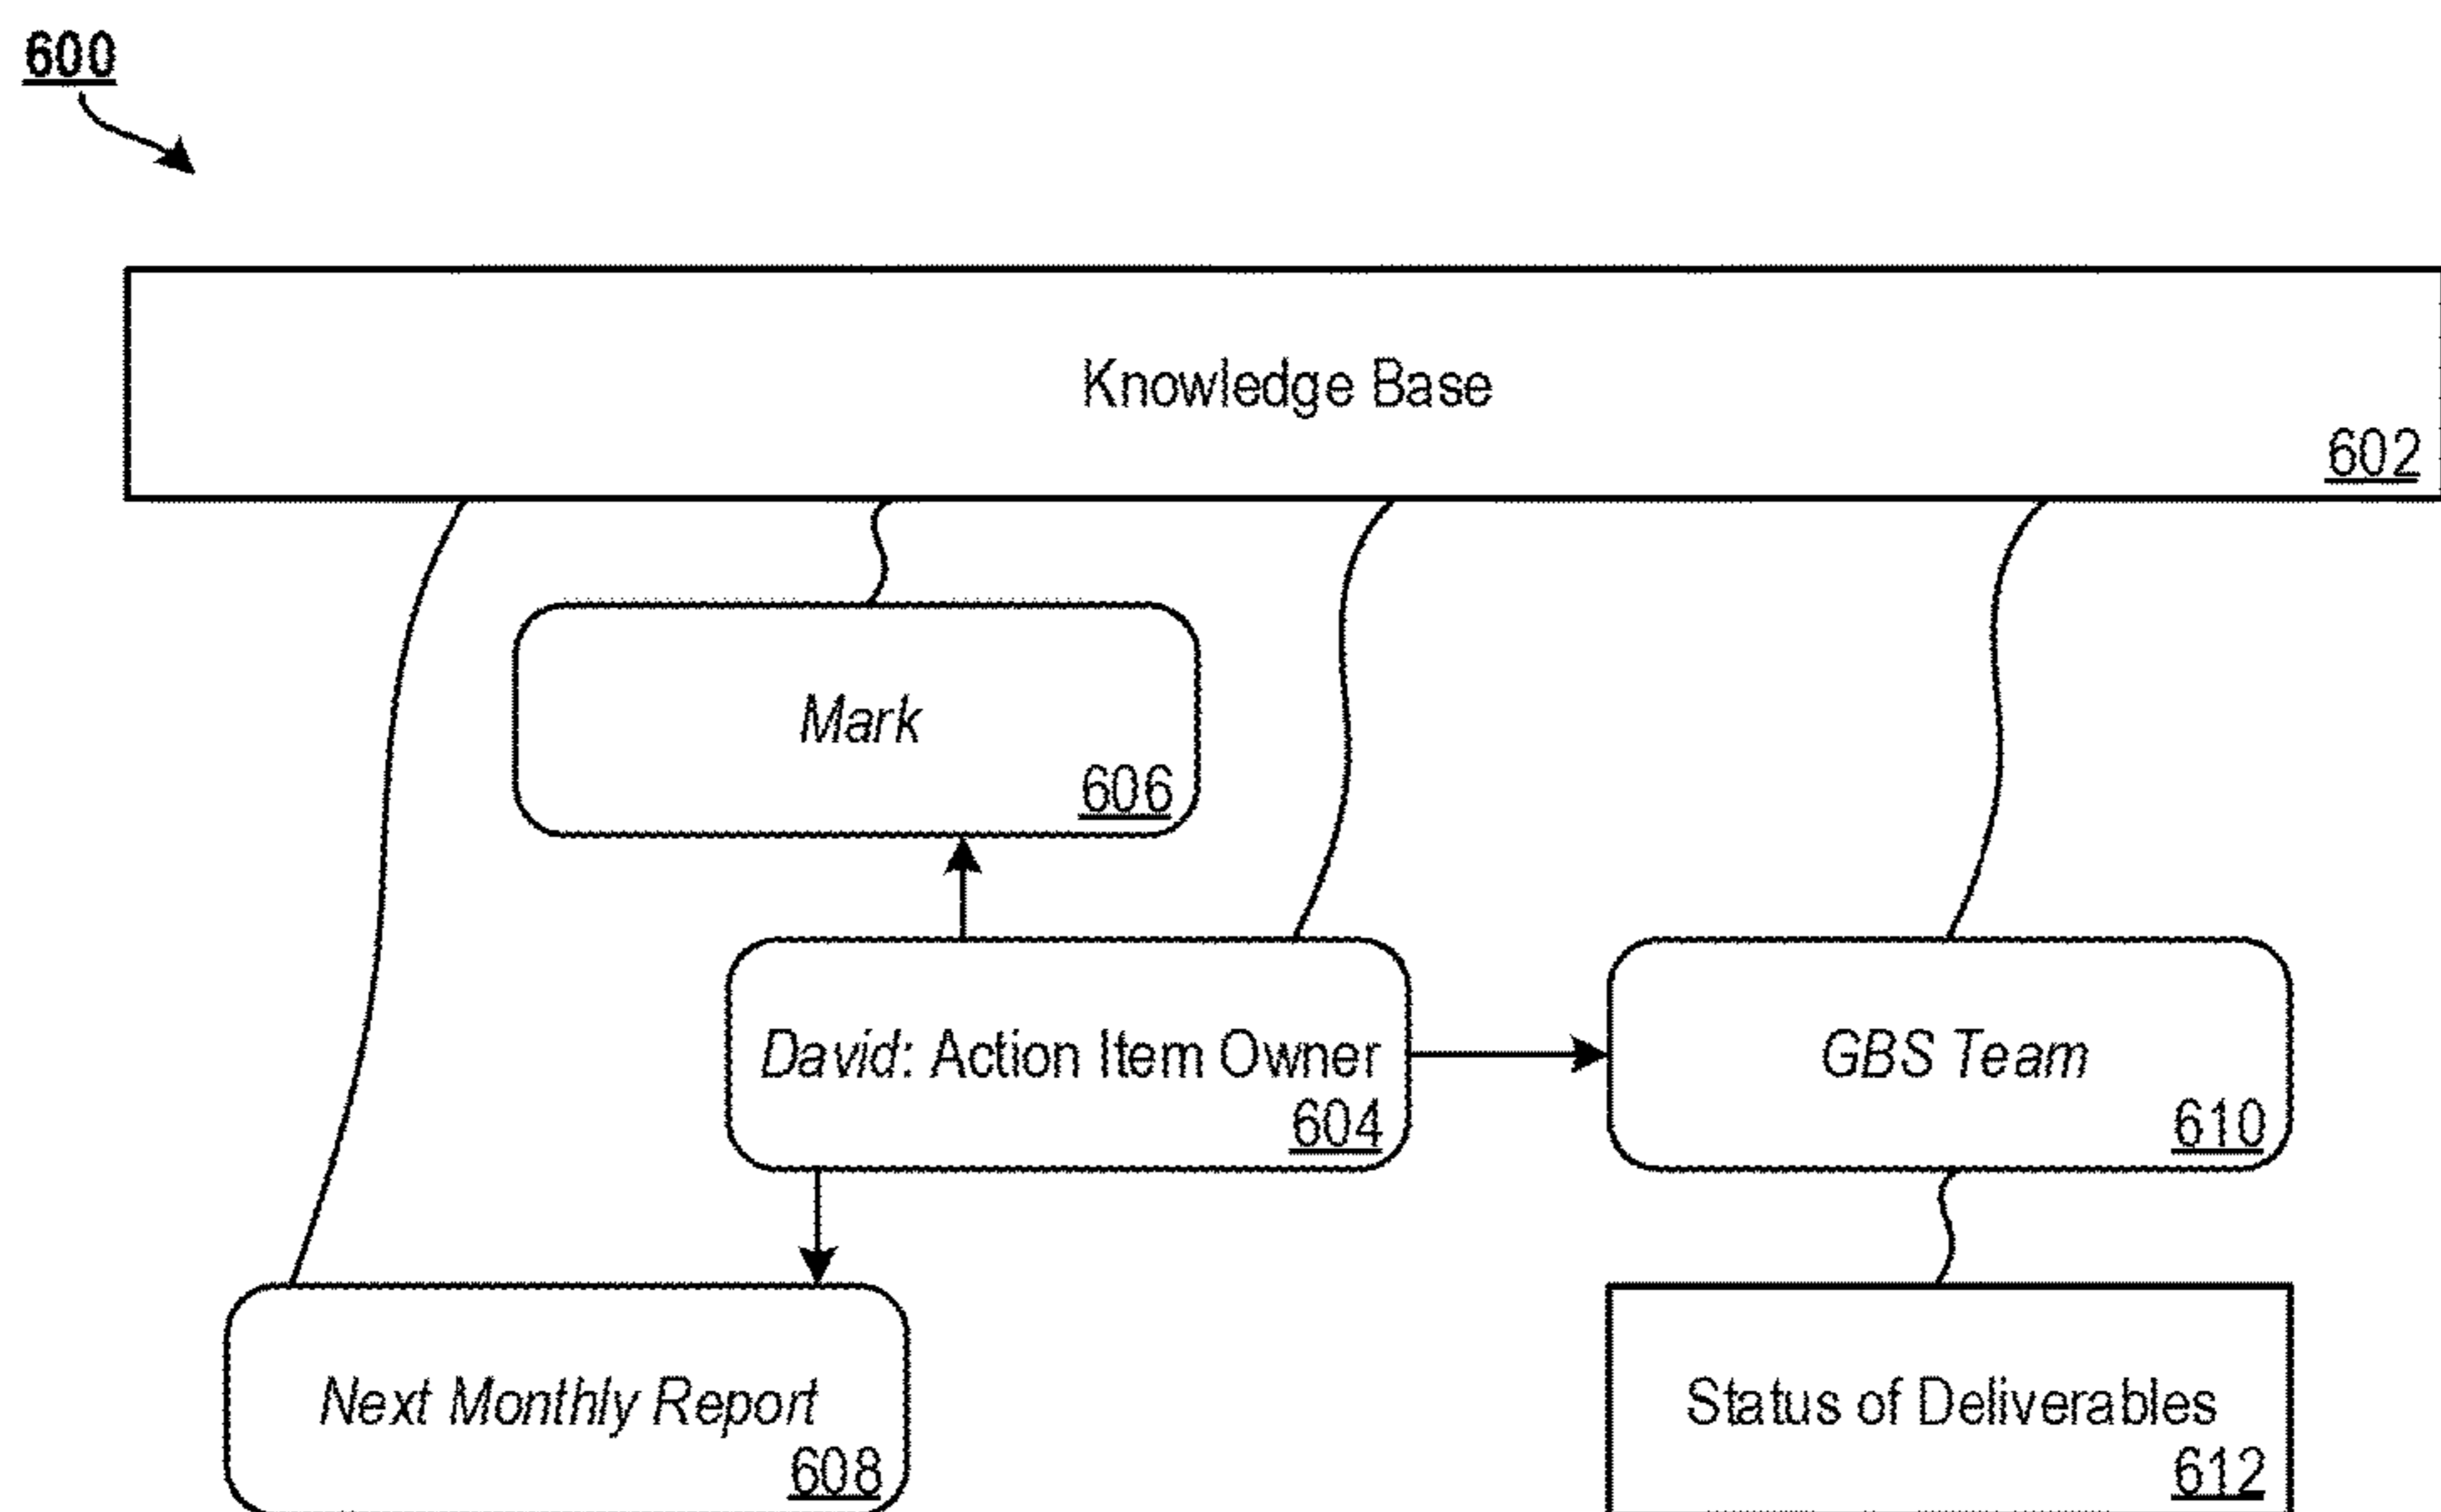 600
Knowledge Base
602
Mark
606
David: Action Item Owner
604
GBS Team
610
Next Monthly Report
608
Status of Deliverables
612